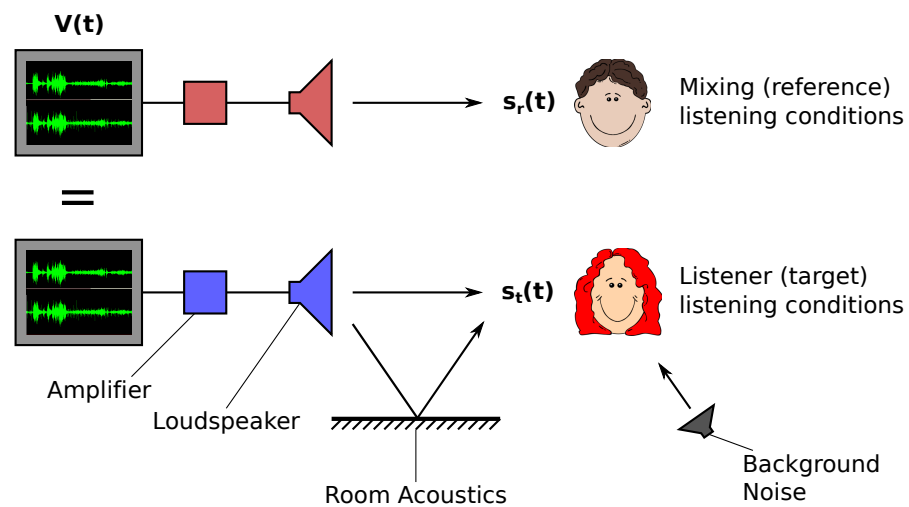 V(t)
s_r(t)
Mixing (reference)
listening conditions
=
s_t(t)
Listener (target)
listening conditions
Amplifier
Loudspeaker
Room Acoustics
Background
Noise